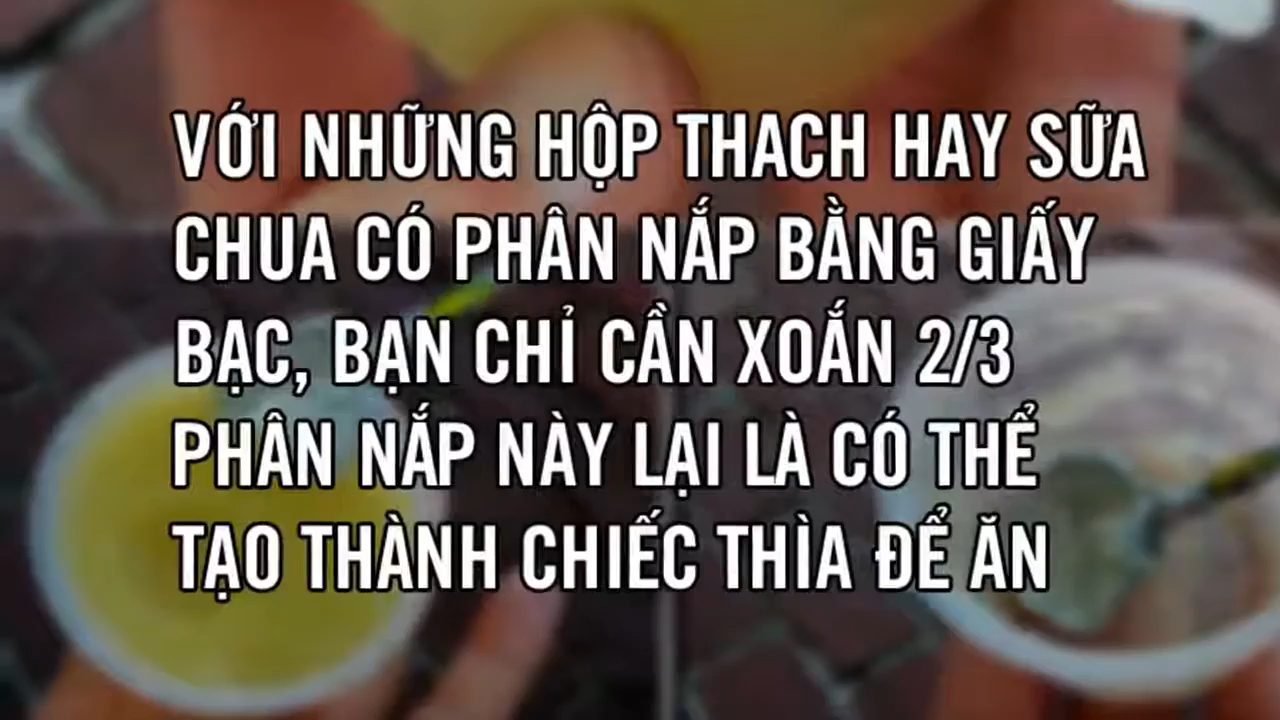 VỚI NHỮNG HỘP THACH HAY SỮA
CHUA CÓ PHÂN NẮP BẰNG GIẤY
BẠC, BẠN CHỈ CẦN XOẮN 2/3
PHÂN NẮP NÀY LẠI LÀ CÓ THỂ
TẠO THÀNH CHIẾC THÌA ĐỂ ĂN